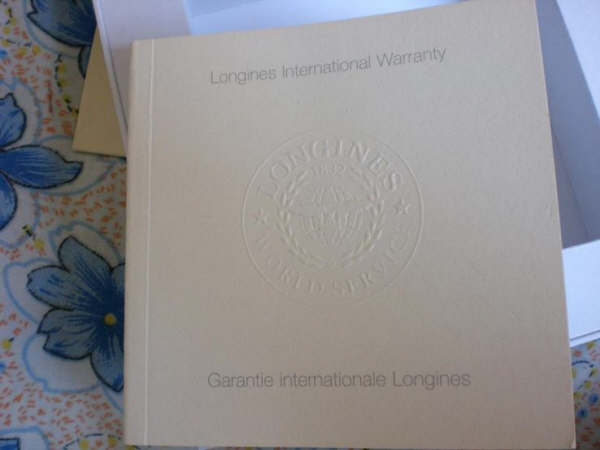 Longines International Warranty
LONGINES
1832
WORLD SERVICE
Garantie internationale Longines